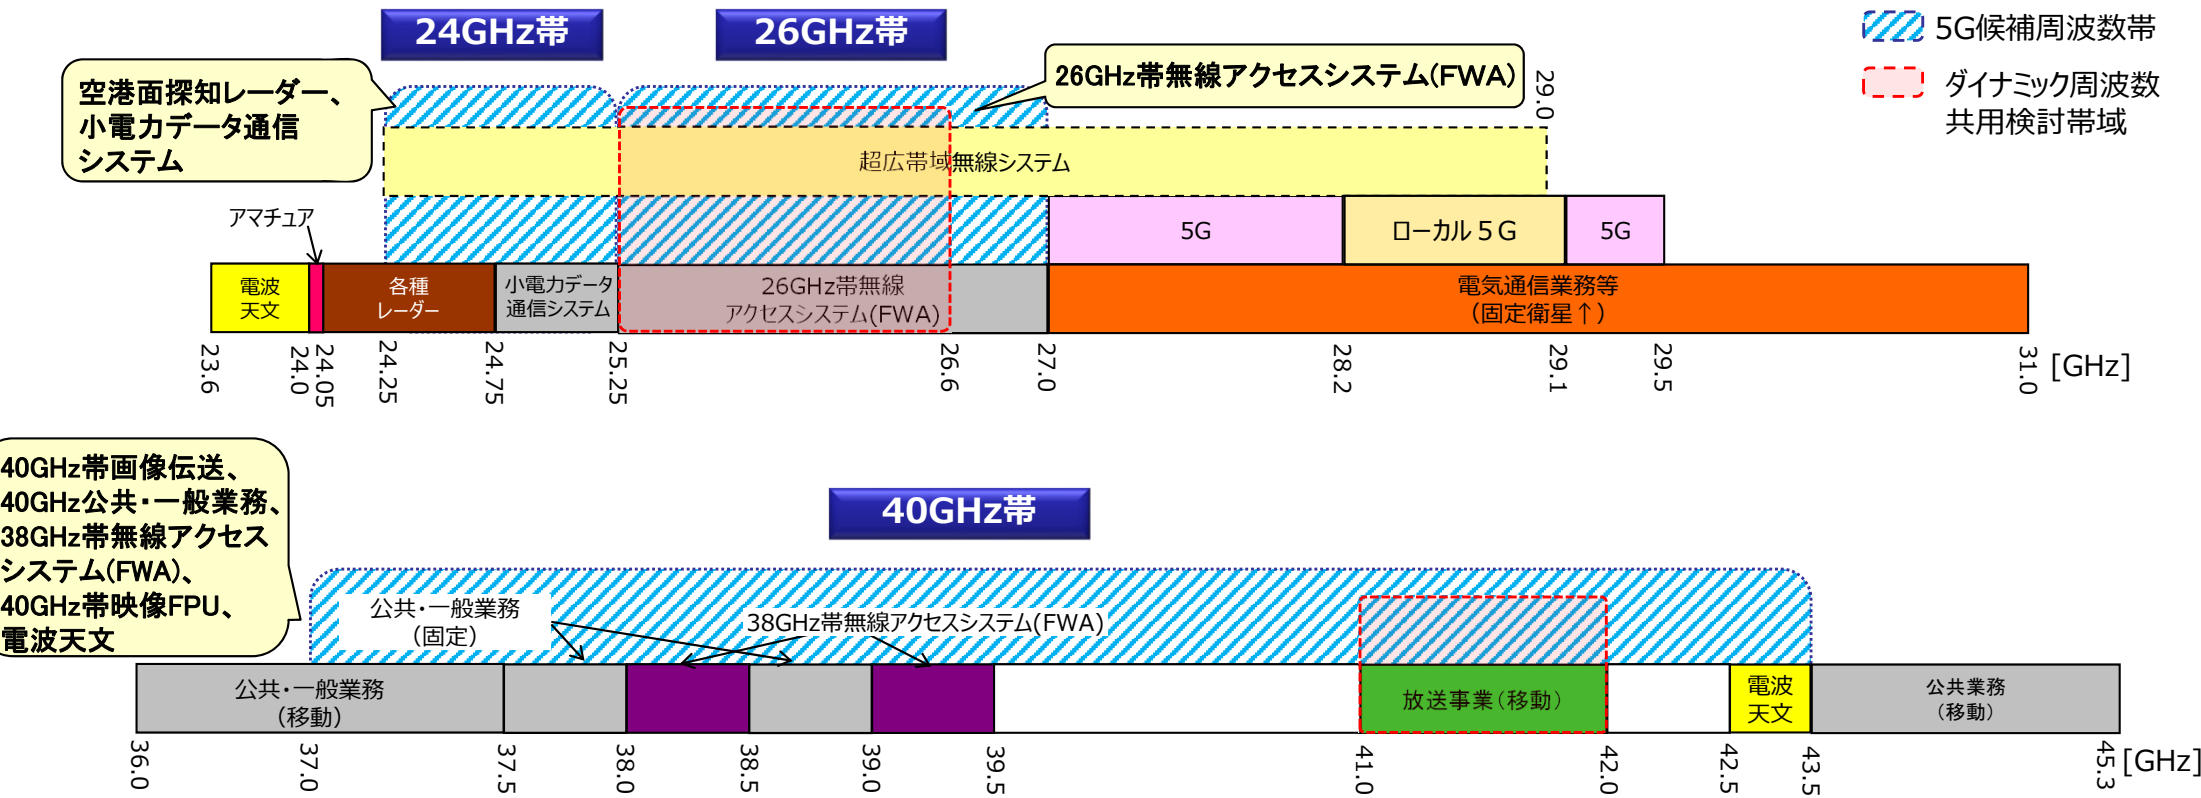 24GHz帯
26GHz帯
5G候補周波数帯
ダイナミック周波数
共用検討帯域
空港面探知レーダー、
小電力データ通信
システム
26GHz帯無線アクセスシステム(FWA)
29.0
超広帯域無線システム
アマチュア
5G
ローカル５G
5G
電波
天文
各種
レーダー
小電力データ
通信システム
26GHz帯無線
アクセスシステム(FWA)
電気通信業務等
(固定衛星↑)
23.6
24.0
24.05
24.25
24.75
25.25
26.6
27.0
28.2
29.1
29.5
31.0
[GHz]
40GHz帯画像伝送、
40GHz公共・一般業務、
38GHz帯無線アクセス
システム(FWA)、
40GHz帯映像FPU、
電波天文
40GHz帯
公共・一般業務
(固定)
38GHz帯無線アクセスシステム(FWA)
公共・一般業務
(移動)
放送事業(移動)
電波
天文
公共業務
(移動)
36.0
37.0
37.5
38.0
38.5
39.0
39.5
41.0
42.0
42.5
43.5
45.3
[GHz]